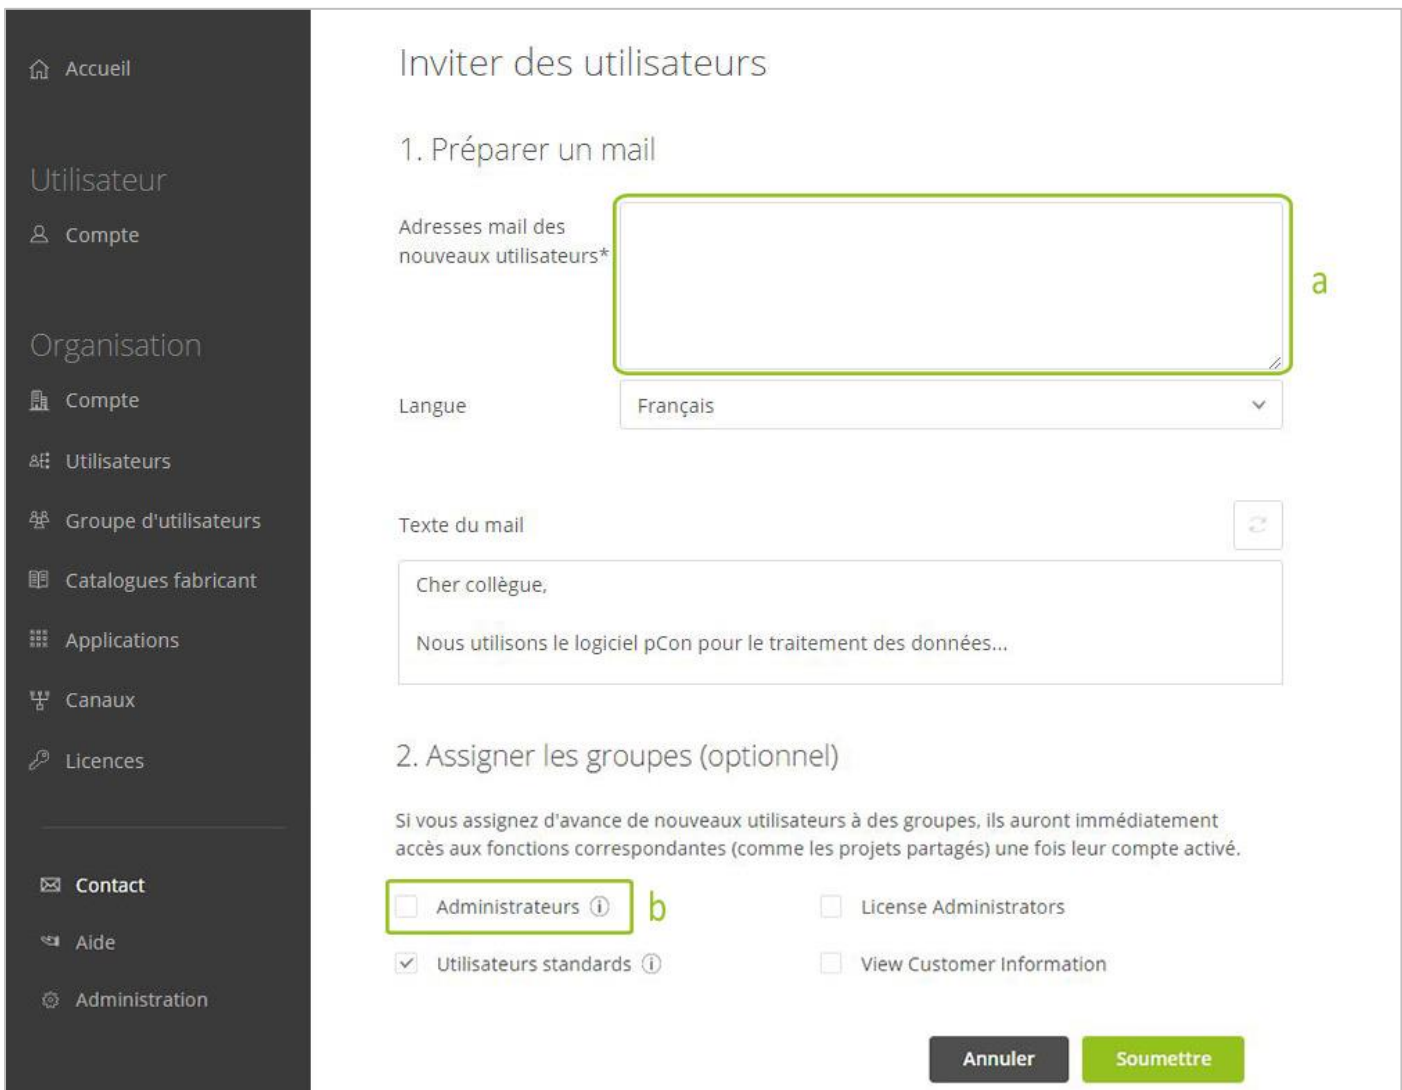 Accueil
Utilisateur
Compte
Organisation
Compte
Utilisateurs
Groupe d'utilisateurs
Catalogues fabricant
Applications
Canaux
Licences
Contact
Aide
Administration
Inviter des utilisateurs
1. Préparer un mail
Adresses mail des
nouveaux utilisateurs*
a
Langue
Français
Texte du mail
Cher collègue,
Nous utilisons le logiciel pCon pour le traitement des données...
2. Assigner les groupes (optionnel)
Si vous assignez d'avance de nouveaux utilisateurs à des groupes, ils auront immédiatement
accès aux fonctions correspondantes (comme les projets partagés) une fois leur compte activé.
Administrateurs
b
License Administrators
Utilisateurs standards
View Customer Information
Annuler
Soumettre